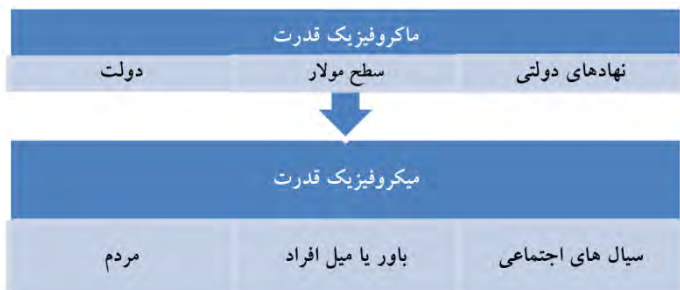 ماکروفیزیک قدرت
نهادهای دولتی سطح مولار دولت
میکروفیزیک قدرت
سیال های اجتماعی باور یا میل افراد مردم